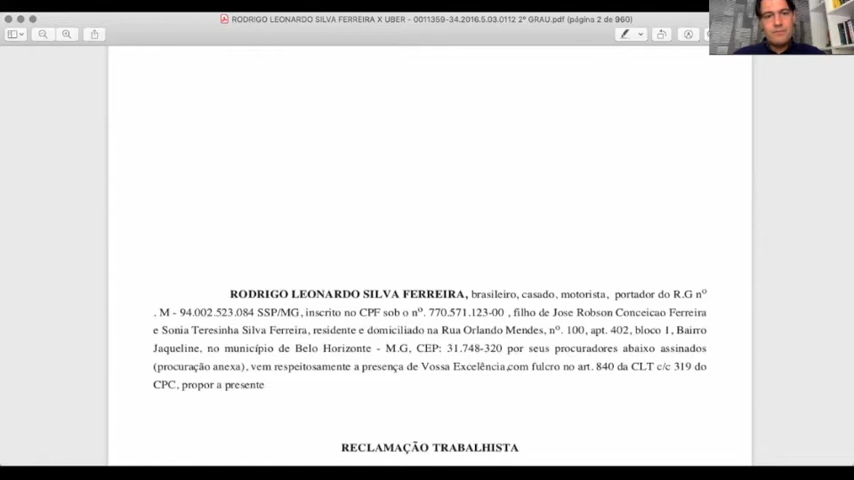 RODRIGO LEONARDO SILVA FERREIRA X UBER - 0011359-34.2016.5.03.0112 2º GRAU.pdf (página 2 de 960)
RODRIGO LEONARDO SILVA FERREIRA, brasileiro, casado, motorista, portador do R.G nº
. M - 94.002.523.084 SSP/MG, inscrito no CPF sob o nº. 770.571.123-00 , filho de Jose Robson Conceicao Ferreira
e Sonia Teresinha Silva Ferreira, residente e domiciliado na Rua Orlando Mendes, nº. 100, apt. 402, bloco 1, Bairro
Jaqueline, no município de Belo Horizonte - M.G, CEP: 31.748-320 por seus procuradores abaixo assinados
(procuração anexa), vem respeitosamente a presença de Vossa Excelência,com fulcro no art. 840 da CLT c/c 319 do
CPC, propor a presente
RECLAMAÇÃO TRABALHISTA